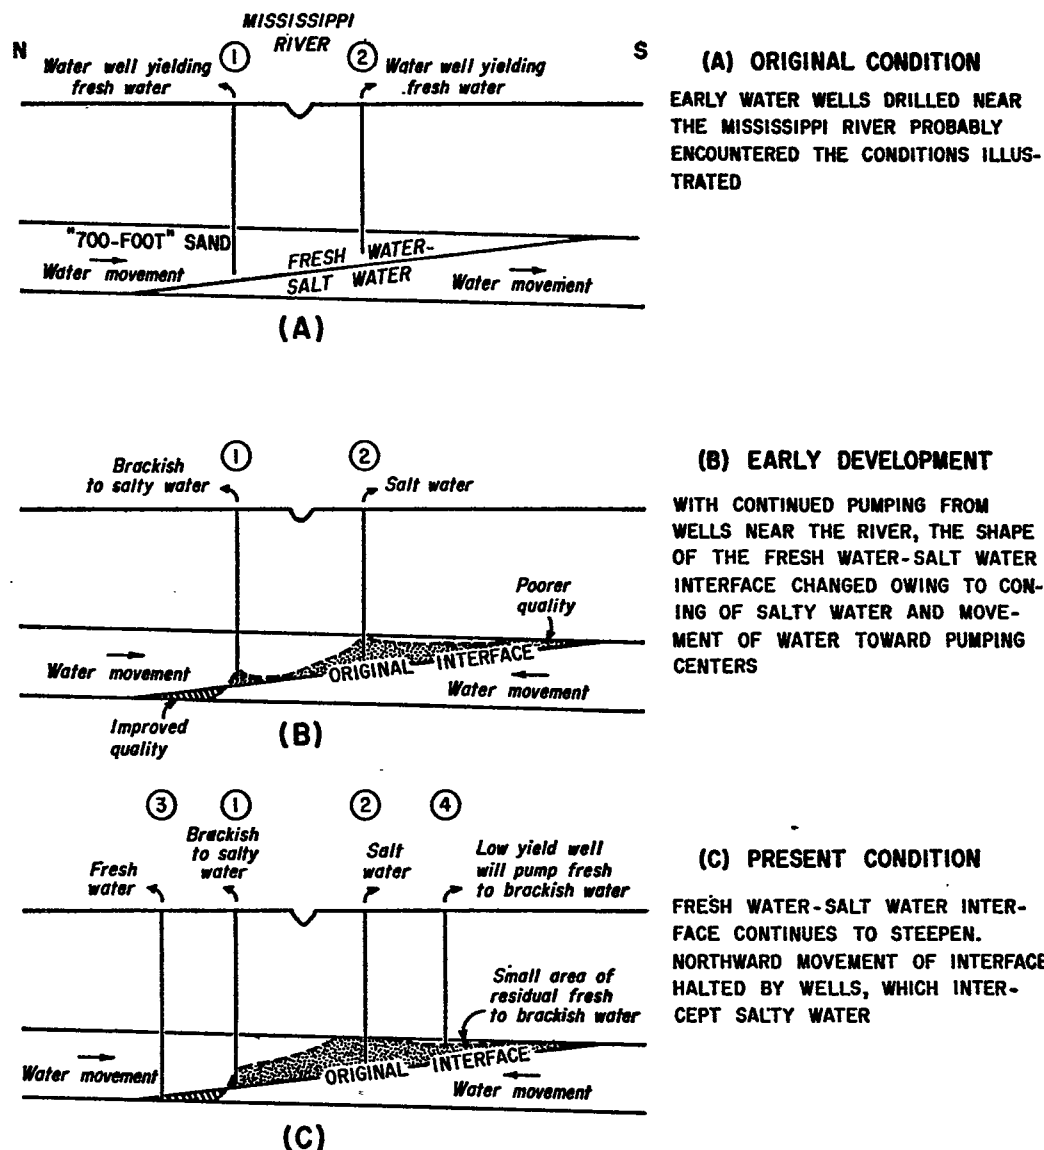 MISSISSIPPI
RIVER
N
S
① ②
Water well yielding
fresh water
Water well yielding
fresh water
"700-FOOT" SAND
Water movement
FRESH WATER-
SALT WATER
Water movement
(A)
(A) ORIGINAL CONDITION
EARLY WATER WELLS DRILLED NEAR
THE MISSISSIPPI RIVER PROBABLY
ENCOUNTERED THE CONDITIONS ILLUS-
TRATED
① ②
Brackish
to salty water
Salt water
Poorer
quality
Water movement
ORIGINAL INTERFACE
Water movement
Improved
quality
(B)
(B) EARLY DEVELOPMENT
WITH CONTINUED PUMPING FROM
WELLS NEAR THE RIVER, THE SHAPE
OF THE FRESH WATER-SALT WATER
INTERFACE CHANGED OWING TO CON-
ING OF SALTY WATER AND MOVE-
MENT OF WATER TOWARD PUMPING
CENTERS
③ ① ② ④
Fresh
water
Brackish
to salty
water
Salt
water
Low yield well
will pump fresh
to brackish water
Small area of
residual fresh
to brackish water
Water movement
ORIGINAL INTERFACE
Water movement
(C)
(C) PRESENT CONDITION
FRESH WATER-SALT WATER INTER-
FACE CONTINUES TO STEEPEN.
NORTHWARD MOVEMENT OF INTERFACE
HALTED BY WELLS, WHICH INTER-
CEPT SALTY WATER